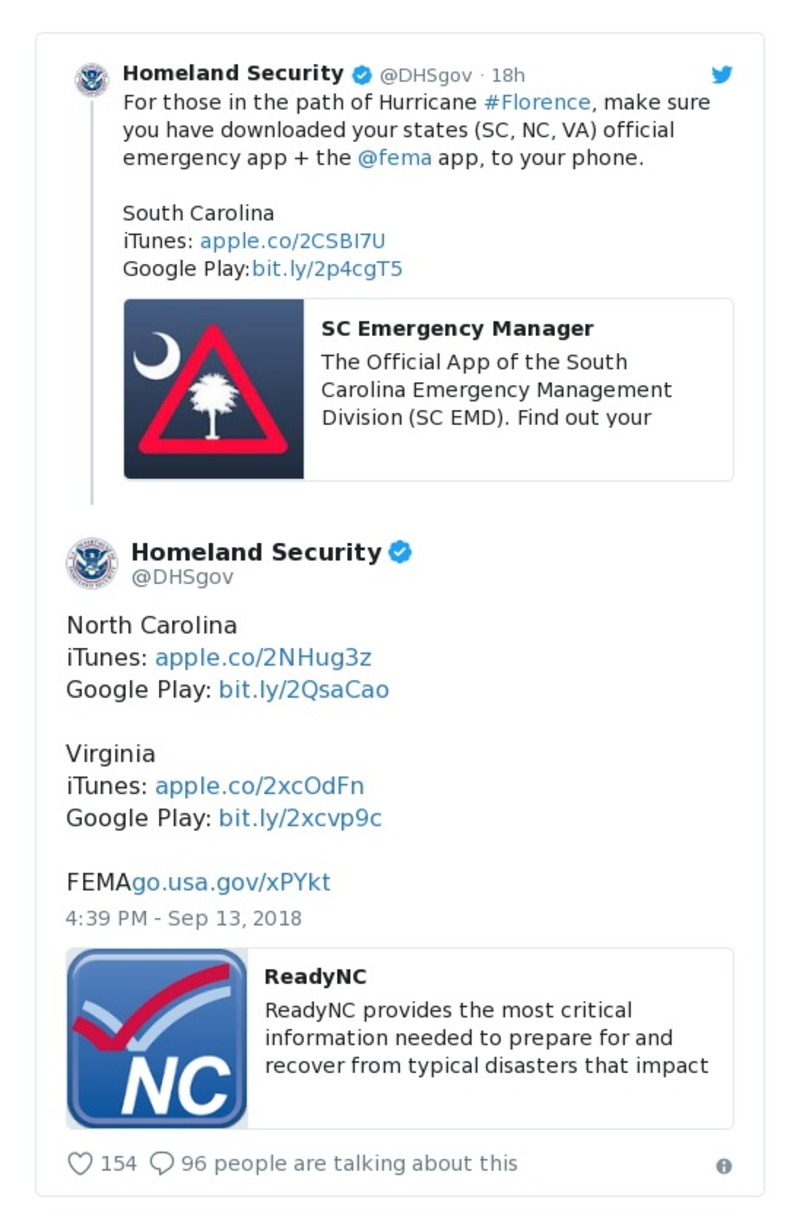 Homeland Security @DHSgov · 18h
For those in the path of Hurricane #Florence, make sure
you have downloaded your states (SC, NC, VA) official
emergency app + the @fema app, to your phone.
South Carolina
iTunes: apple.co/2CSBI7U
Google Play:bit.ly/2p4cgT5
SC Emergency Manager
The Official App of the South
Carolina Emergency Management
Division (SC EMD). Find out your
Homeland Security
@DHSgov
North Carolina
iTunes: apple.co/2NHug3z
Google Play: bit.ly/2QsaCao
Virginia
iTunes: apple.co/2xcOdFn
Google Play: bit.ly/2xcvp9c
FEMAgo.usa.gov/xPYkt
4:39 PM - Sep 13, 2018
NC
ReadyNC
ReadyNC provides the most critical
information needed to prepare for and
recover from typical disasters that impact
154 96 people are talking about this